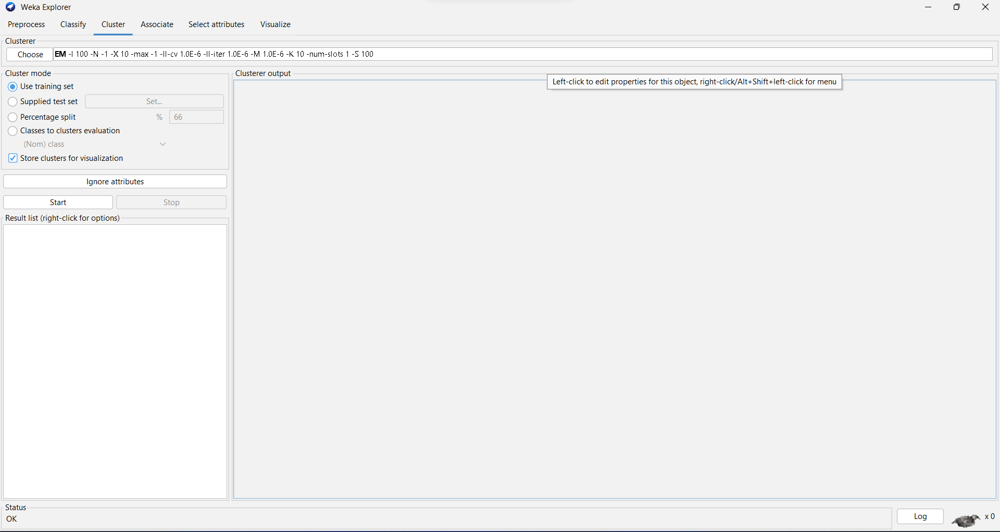 Weka Explorer
Preprocess Classify Cluster Associate Select attributes Visualize
Clusterer
Choose EM -I 100 -N -1 -X 10 -max -1 -ll-cv 1.0E-6 -ll-iter 1.0E-6 -M 1.0E-6 -K 10 -num-slots 1 -S 100
Cluster mode
Use training set
Supplied test set Set...
Percentage split % 66
Classes to clusters evaluation
(Nom) class
Store clusters for visualization
Ignore attributes
Start Stop
Result list (right-click for options)
Clusterer output
Left-click to edit properties for this object, right-click/Alt+Shift+left-click for menu
Status
OK
Log x 0